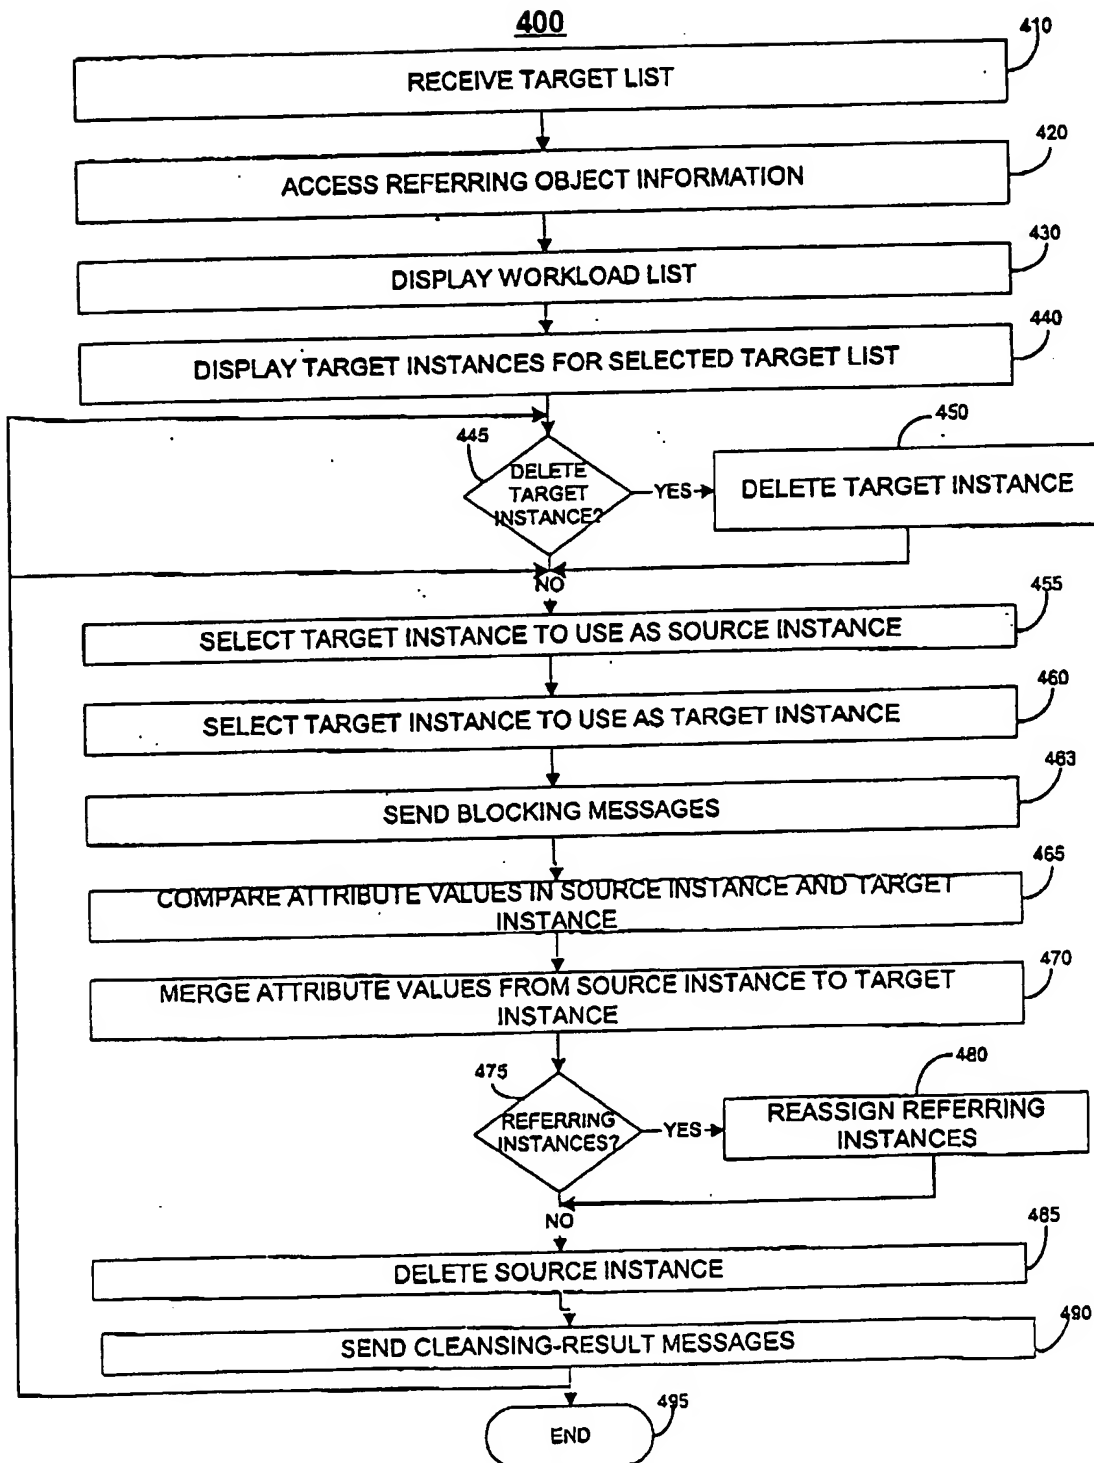 400
410
RECEIVE TARGET LIST
420
ACCESS REFERRING OBJECT INFORMATION
430
DISPLAY WORKLOAD LIST
440
DISPLAY TARGET INSTANCES FOR SELECTED TARGET LIST
445
DELETE
TARGET
INSTANCE?
YES
450
DELETE TARGET INSTANCE
NO
455
SELECT TARGET INSTANCE TO USE AS SOURCE INSTANCE
460
SELECT TARGET INSTANCE TO USE AS TARGET INSTANCE
463
SEND BLOCKING MESSAGES
465
COMPARE ATTRIBUTE VALUES IN SOURCE INSTANCE AND TARGET
INSTANCE
470
MERGE ATTRIBUTE VALUES FROM SOURCE INSTANCE TO TARGET
INSTANCE
475
REFERRING
INSTANCES?
YES
480
REASSIGN REFERRING
INSTANCES
NO
485
DELETE SOURCE INSTANCE
490
SEND CLEANSING-RESULT MESSAGES
495
END